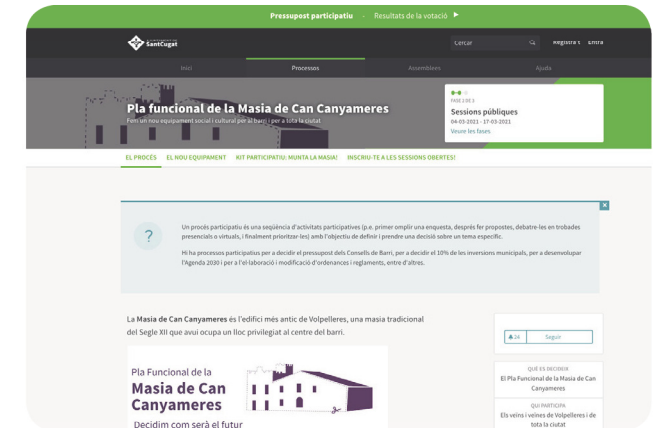 Pressupost participatiu - Resultats de la votació
SantCugat
Cercar
Registra't Entra
Inici Processos Assemblees Ajuda
Pla funcional de la Masia de Can Canyameres
Fem un nou equipament social i cultural per al barri i per a tota la ciutat
FASE 2 DE 3
Sessions públiques
04-03-2021 - 17-03-2021
Veure les fases
EL PROCÉS EL NOU EQUIPAMENT KIT PARTICIPATIU: MUNTA LA MASIA! INSCRIU-TE A LES SESSIONS OBERTES!
?
Un procés participatiu és una seqüència d'activitats participatives (p.e. primer omplir una enquesta, després fer propostes, debatre-les en trobades
presencials o virtuals, i finalment prioritzar-les) amb l'objectiu de definir i prendre una decisió sobre un tema específic.
Hi ha processos participatius per a decidir el pressupost dels Consells de Barri, per a decidir el 10% de les inversions municipals, per a desenvolupar
l'Agenda 2030 i per a l'el·laboració i modificació d'ordenances i reglaments, entre d'altres.
La Masia de Can Canyameres és l'edifici més antic de Volpelleres, una masia tradicional
del Segle XII que avui ocupa un lloc privilegiat al centre del barri.
Pla Funcional de la
Masia de Can
Canyameres
Decidim com serà el futur
24 Seguir
QUÈ ES DECIDEIX
El Pla Funcional de la Masia de Can
Canyameres
QUI PARTICIPA
Els veïns i veïnes de Volpelleres i de
tota la ciutat